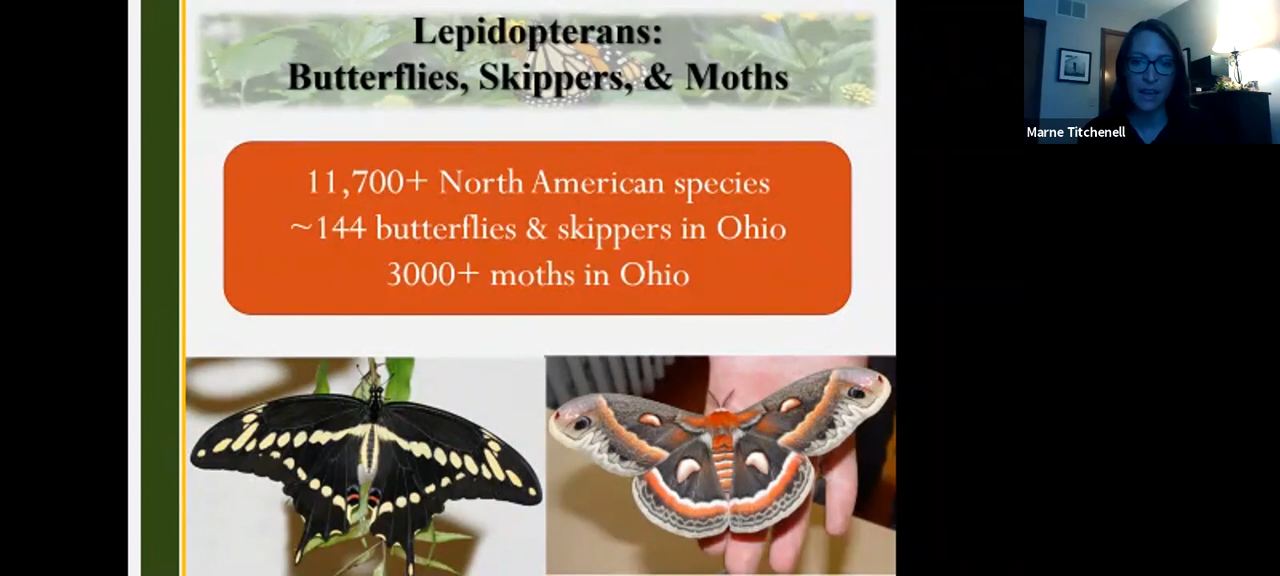 Lepidopterans:
Butterflies, Skippers, & Moths
11,700+ North American species
~144 butterflies & skippers in Ohio
3000+ moths in Ohio
Marne Titchenell